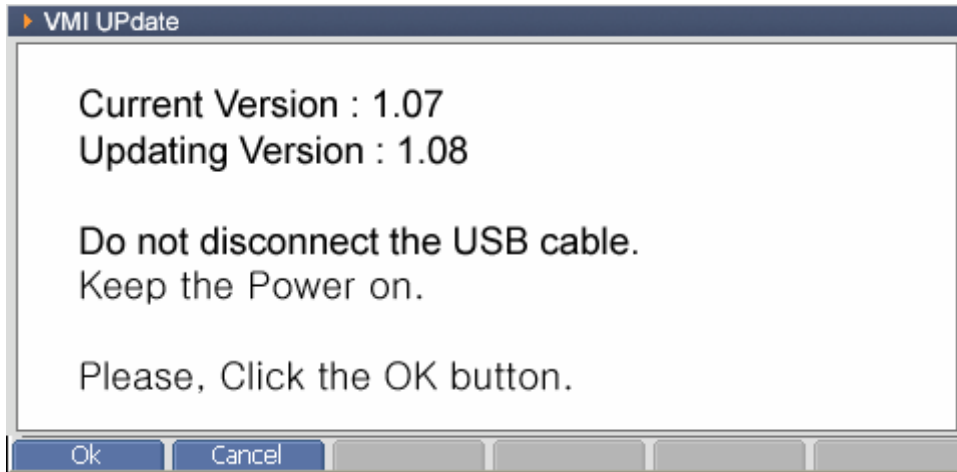 VMI UPdate
Current Version : 1.07
Updating Version : 1.08
Do not disconnect the USB cable.
Keep the Power on.
Please, Click the OK button.
Ok Cancel